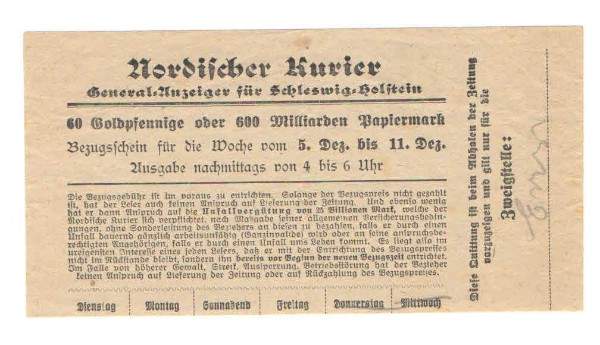 Nordischer Kurier
General-Anzeiger für Schleswig-Holstein
60 Goldpfennige oder 600 Milliarden Papiermark
Bezugsschein für die Woche vom 5. Dez. bis 11. Dez.
Ausgabe nachmittags von 4 bis 6 Uhr
Die Bezugsgebühr ist im voraus zu entrichten. Solange der Bezugspreis nicht gezahlt
ist, hat der Leser auch keinen Anspruch auf Lieferung der Zeitung. Und ebenso wenig
hat er dann Anspruch auf die Unfallvergütung von 25 Billionen Mark, welche der
Nordische Kurier sich verpflichtet, nach Maßgabe seiner allgemeinen Versicherungsbedin-
gungen, ohne Sonderleistung des Beziehers an diesen zu bezahlen, falls er durch einen
Unfall dauernd gänzlich arbeitsunfähig (Ganzinvalide) wird oder an seine anspruchsbe-
rechtigten Angehörigen, falls er durch einen Unfall ums Leben kommt. Es liegt also im
ureigensten Interesse eines jeden Lesers, daß er mit der Entrichtung des Bezugspreises
nicht im Rückstande bleibt, sondern ihn bereits vor Beginn der neuen Bezugszeit entrichtet.
Im Falle von höherer Gewalt, Streik, Aussperrung, Betriebsstörung hat der Bezieher
keinen Anspruch auf Lieferung der Zeitung oder auf Rückzahlung des Bezugspreises.
Dienstag Montag Sonnabend Freitag Donnerstag Mittwoch
Diese Quittung ist beim Abholen der Zeitung
vorzuzeigen und gilt nur für die
Zweigstelle: